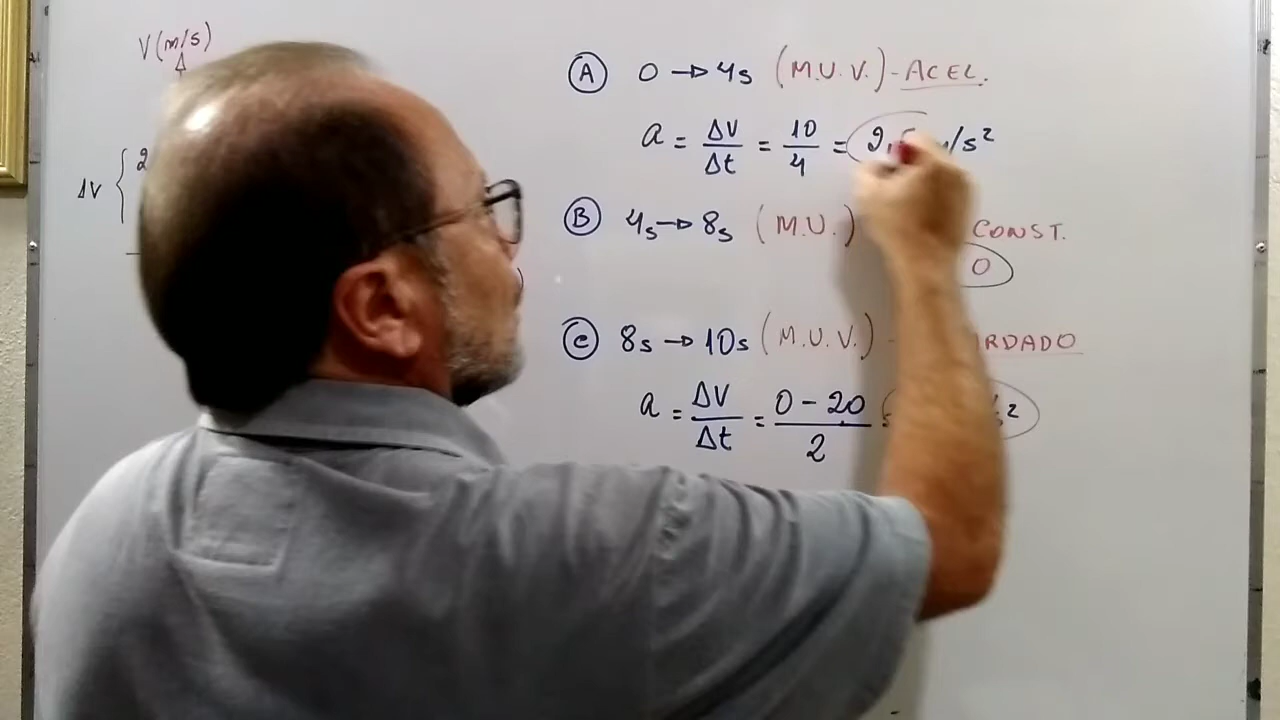 V(m/s)
ΔV
Ⓐ 0 → 4s (M.U.V.) - ACEL.
a = ΔV/Δt = 10/4 = /s²
Ⓑ 4s → 8s (M.U.) CONST.
0
Ⓒ 8s → 10s (M.U.V.) -
a = ΔV/Δt = 0 - 20/2